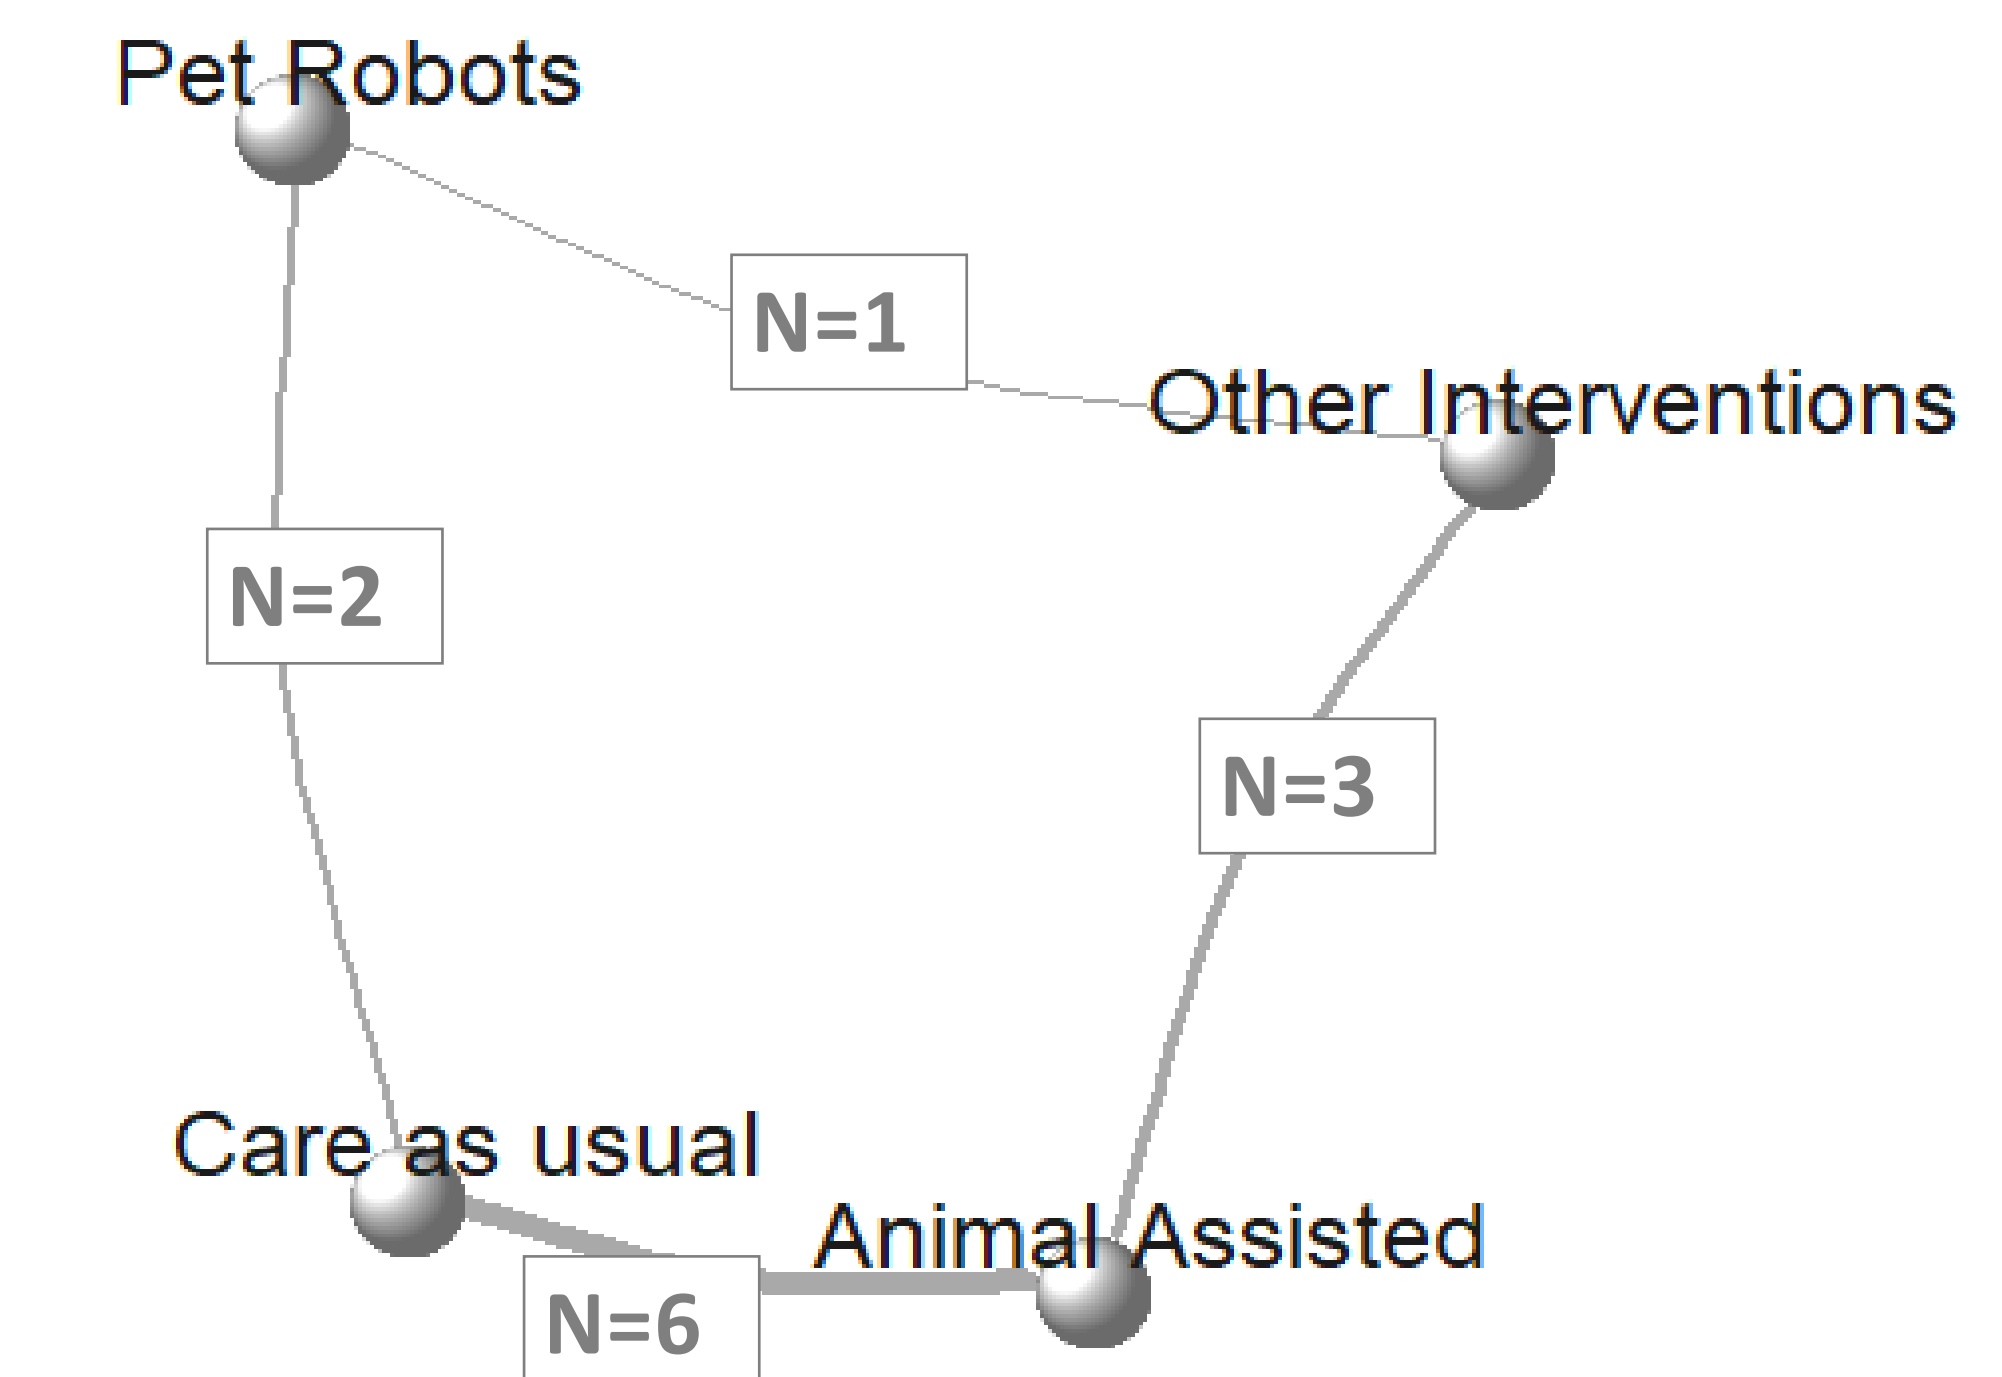 Pet Robots
N=1
Other Interventions
N=2
N=3
Care as usual
Animal Assisted
N=6